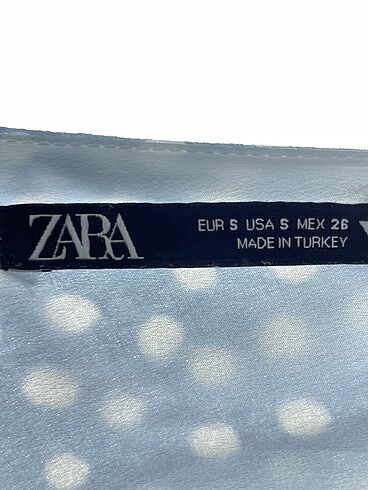 ZARA
EUR S USA S MEX 26
MADE IN TURKEY